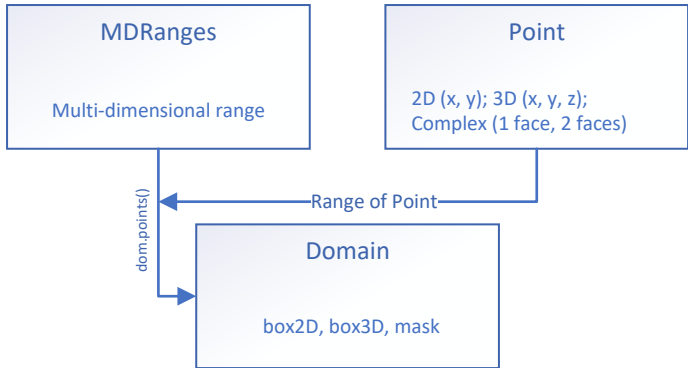 MDRanges
Multi-dimensional range
Point
2D (x, y); 3D (x, y, z);
Complex (1 face, 2 faces)
Range of Point
dom.points()
Domain
box2D, box3D, mask